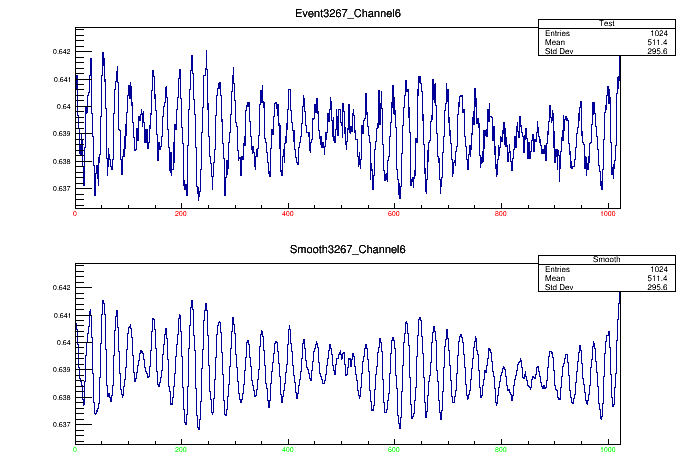 Event3267_Channel6
Test
Entries 1024
Mean 511.4
Std Dev 295.6
0.642
0.641
0.64
0.639
0.638
0.637
0 200 400 600 800 1000
Smooth3267_Channel6
Smooth
Entries 1024
Mean 511.4
Std Dev 295.6
0.642
0.641
0.64
0.639
0.638
0.637
0 200 400 600 800 1000